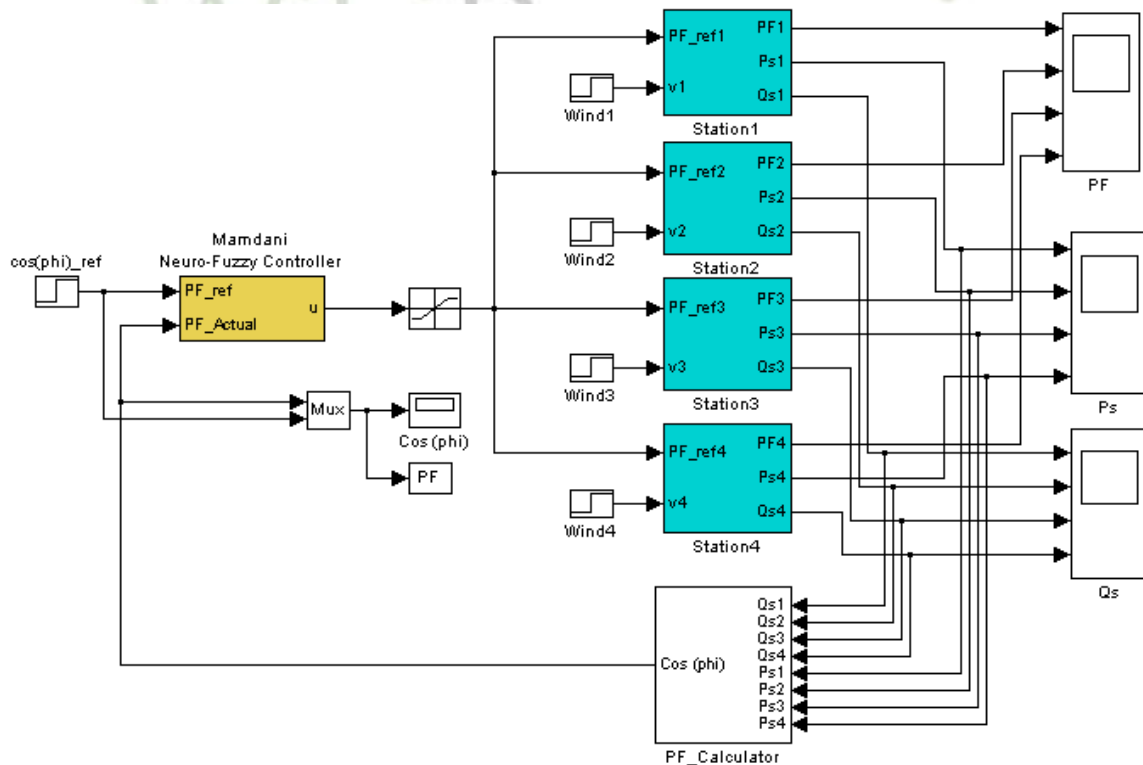 PF_ref1
v1
PF1
Ps1
Qs1
Station1
Wind1
PF
PF_ref2
v2
PF2
Ps2
Qs2
Station2
Wind2
Mamdani
Neuro-Fuzzy Controller
cos(phi)_ref
PF_ref
PF_Actual
u
PF_ref3
v3
PF3
Ps3
Qs3
Station3
Wind3
Ps
Mux
Cos (phi)
PF
PF_ref4
v4
PF4
Ps4
Qs4
Station4
Wind4
Qs
Cos (phi)
Qs1
Qs2
Qs3
Qs4
Ps1
Ps2
Ps3
Ps4
PF_Calculator